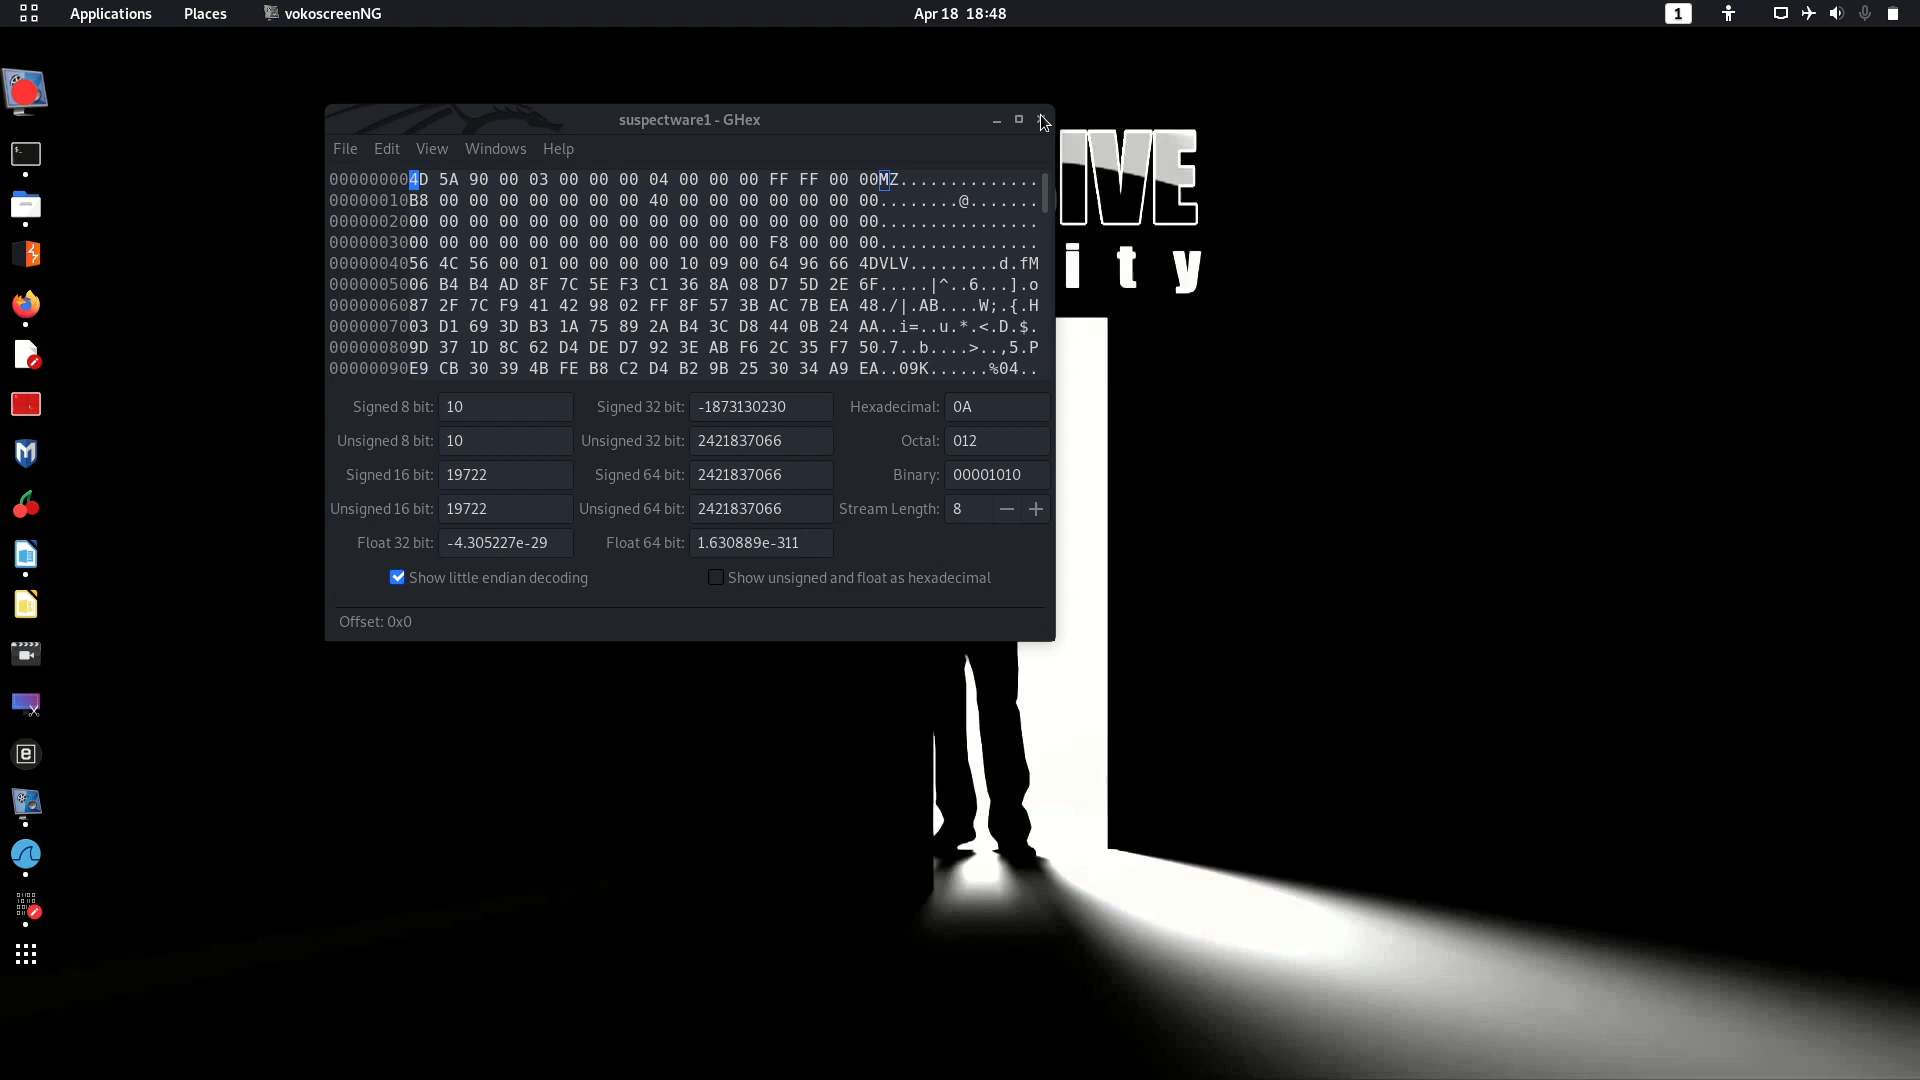 Applications Places vokoscreenNG Apr 18 18:48 1
suspectware1 - GHex
File Edit View Windows Help
IVE
ity
00000000 4D 5A 90 00 03 00 00 00 04 00 00 00 FF FF 00 00 MZ..............
00000010 B8 00 00 00 00 00 00 00 40 00 00 00 00 00 00 00 ........@.......
00000020 00 00 00 00 00 00 00 00 00 00 00 00 00 00 00 00 ................
00000030 00 00 00 00 00 00 00 00 00 00 00 00 F8 00 00 00 ................
00000040 56 4C 56 00 01 00 00 00 00 10 09 00 64 96 66 4D VLV.........d.fM
00000050 06 B4 B4 AD 8F 7C 5E F3 C1 36 8A 08 D7 5D 2E 6F .....|^..6...].o
00000060 87 2F 7C F9 41 42 98 02 FF 8F 57 3B AC 7B EA 48 ./|.AB....W;.{.H
00000070 03 D1 69 3D B3 1A 75 89 2A B4 3C D8 44 0B 24 AA ..i=..u.*.<.D.$.
00000080 9D 37 1D 8C 62 D4 DE D7 92 3E AB F6 2C 35 F7 50 .7..b....>..,5.P
00000090 E9 CB 30 39 4B FE B8 C2 D4 B2 9B 25 30 34 A9 EA ..09K......%04..
Signed 8 bit: 10 Signed 32 bit: -1873130230 Hexadecimal: 0A
Unsigned 8 bit: 10 Unsigned 32 bit: 2421837066 Octal: 012
Signed 16 bit: 19722 Signed 64 bit: 2421837066 Binary: 00001010
Unsigned 16 bit: 19722 Unsigned 64 bit: 2421837066 Stream Length: 8
Float 32 bit: -4.305227e-29 Float 64 bit: 1.630889e-311
Show little endian decoding Show unsigned and float as hexadecimal
Offset: 0x0